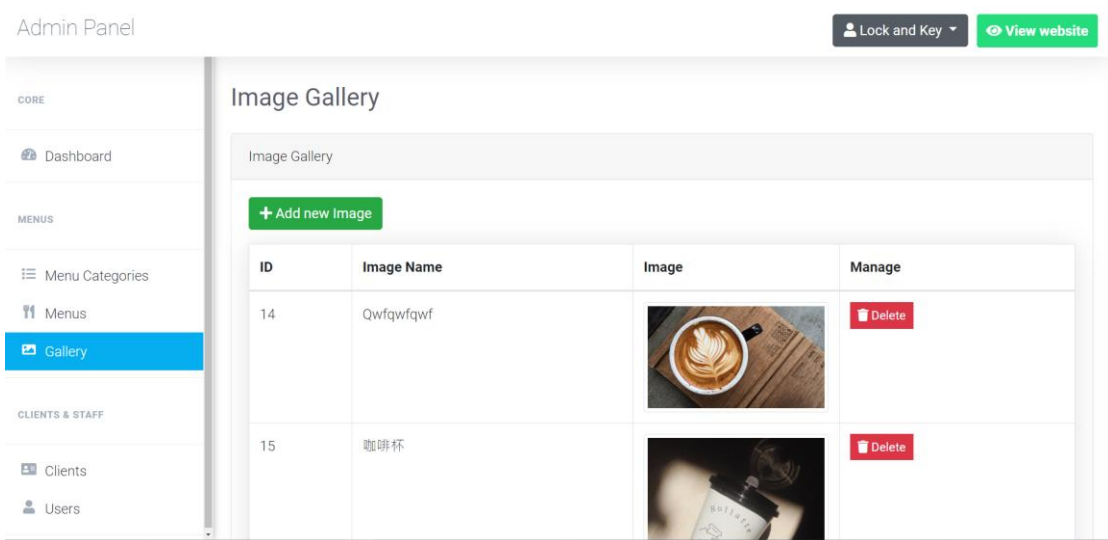 Admin Panel
Lock and Key
View website
CORE
Dashboard
MENUS
Menu Categories
Menus
Gallery
CLIENTS & STAFF
Clients
Users
Image Gallery
Image Gallery
Add new Image
ID Image Name Image Manage
14 Qwfqwfqwf Delete
15 咖啡杯 Delete